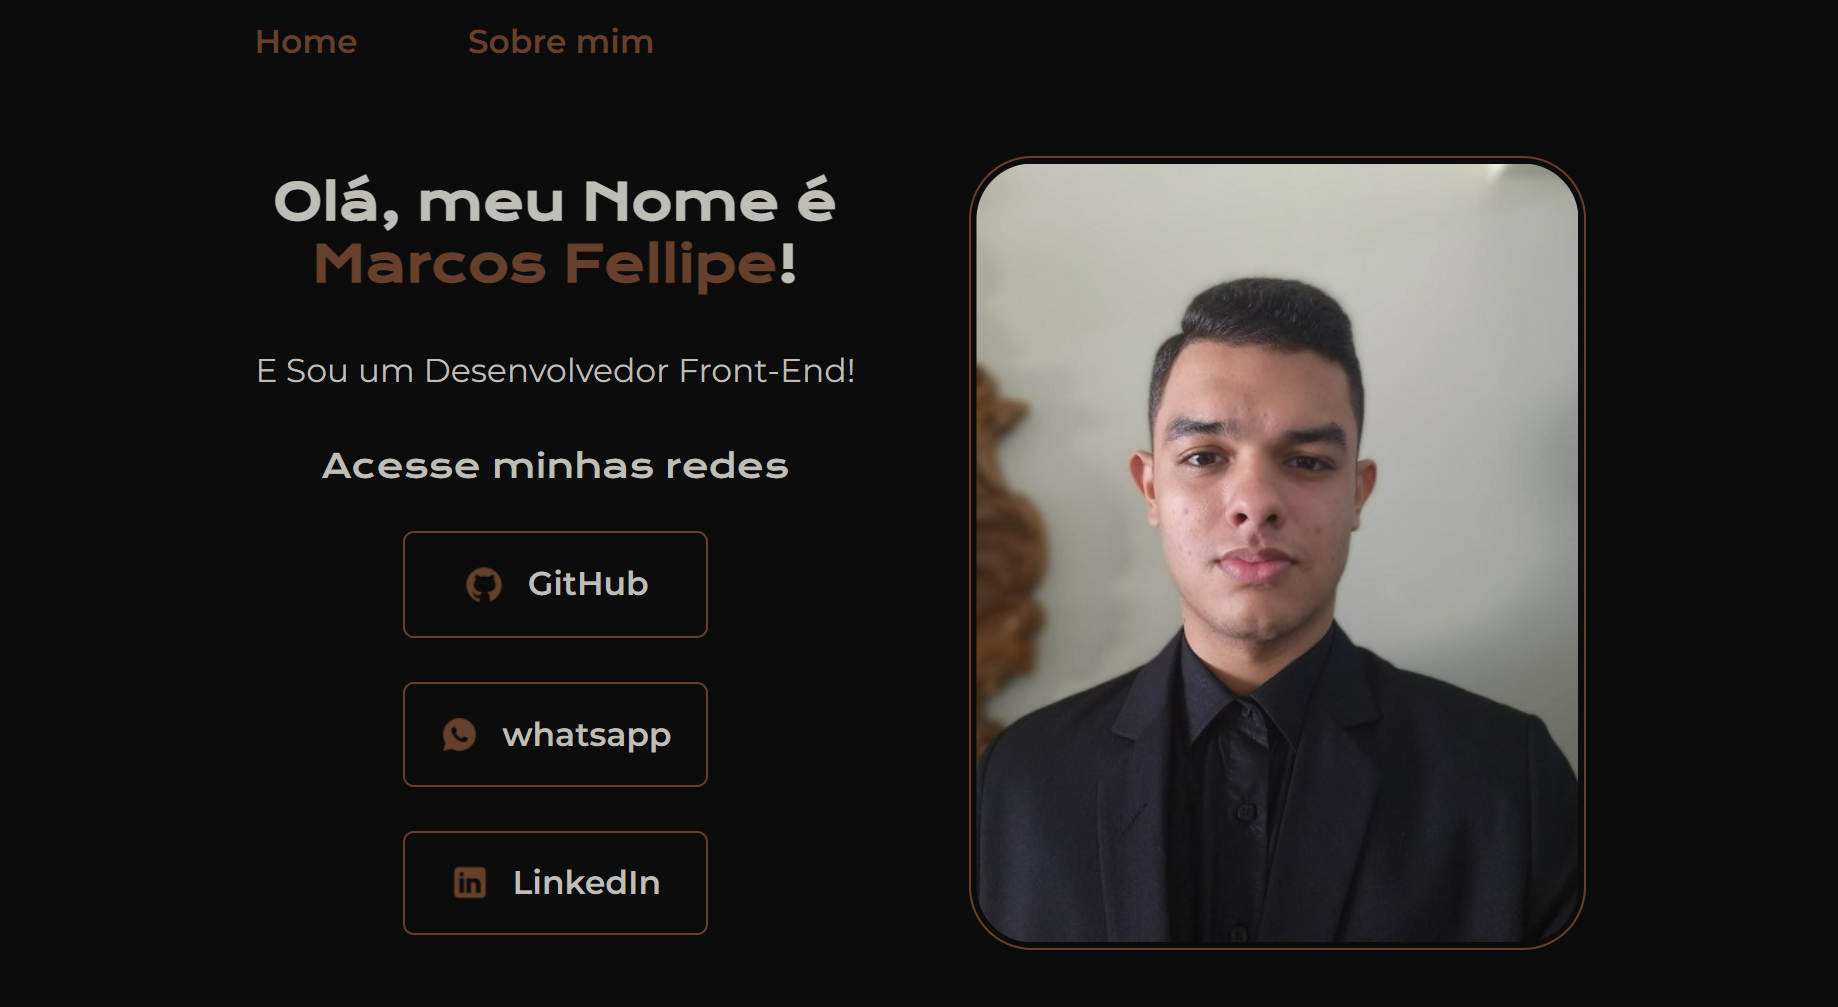 Home Sobre mim
Olá, meu Nome é
Marcos Fellipe!
E Sou um Desenvolvedor Front-End!
Acesse minhas redes
GitHub
whatsapp
in LinkedIn